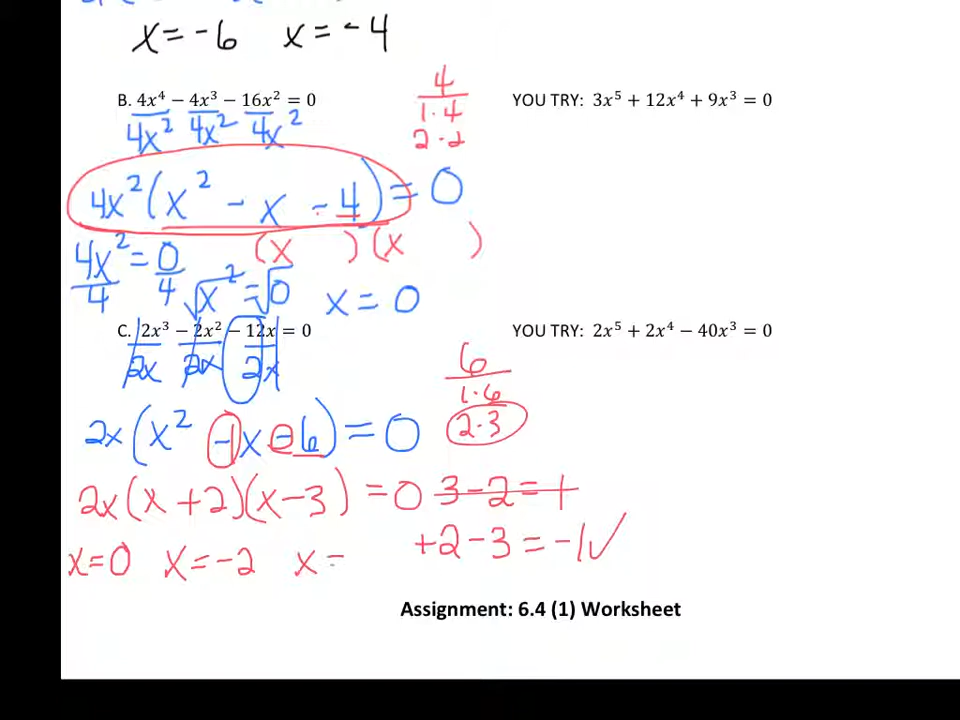 x = -6   x = -4
B. 4x⁴ − 4x³ − 16x² = 0
4x²   4x²   4x²
4
1·4
2·2
4x²(x² - x - 4) = 0
(x   )(x   )
4x² = 0
4   4
√x² = √0   x = 0
YOU TRY: 3x⁵ + 12x⁴ + 9x³ = 0
C. 2x³ − 2x² − 12x = 0
2x   2x   2x
6
1·6
2·3
2x(x² - 1x - 6) = 0
2x(x+2)(x-3) = 0
3-2=+
+2-3=-1✓
x=0   x=-2   x=
YOU TRY: 2x⁵ + 2x⁴ − 40x³ = 0
Assignment: 6.4 (1) Worksheet